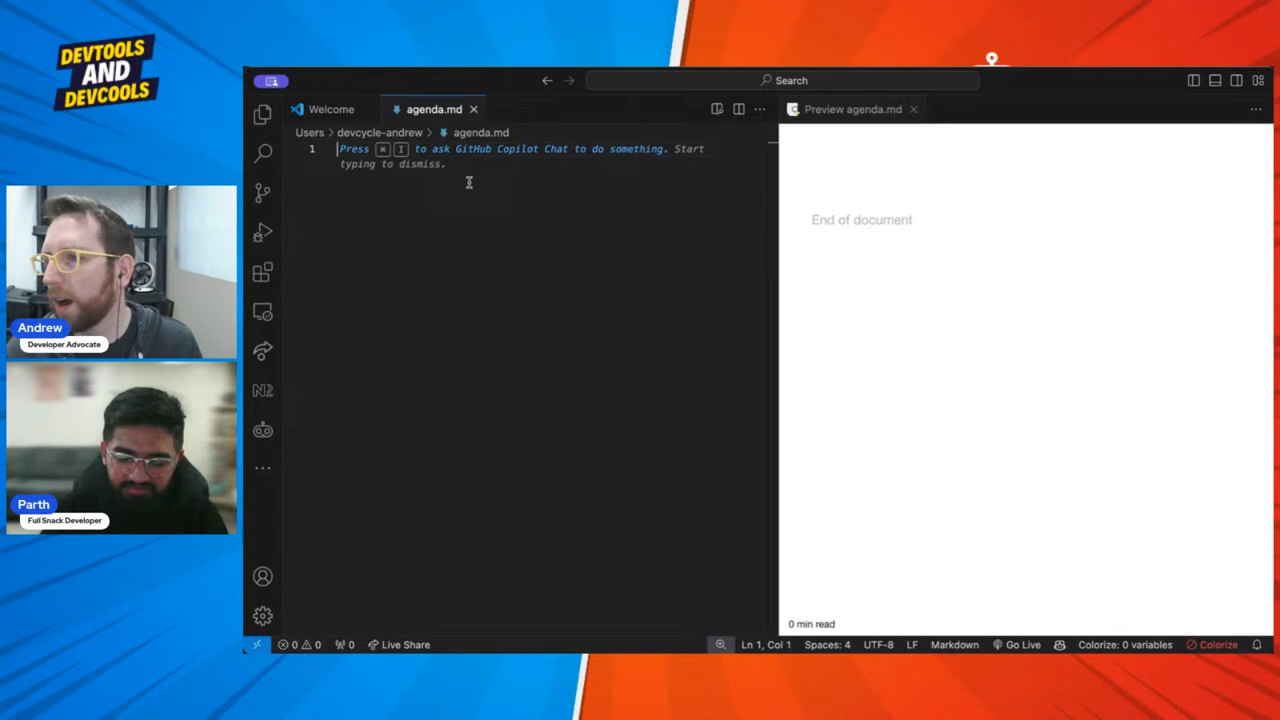 DEVTOOLS
AND
DEVCOOLS
Search
Welcome
agenda.md
Users > devcycle-andrew > agenda.md
1
Press ⌘ I to ask GitHub Copilot Chat to do something. Start
typing to dismiss.
Preview agenda.md
End of document
0 min read
Andrew
Developer Advocate
Parth
Full Snack Developer
0 0 0 Live Share
Ln 1, Col 1 Spaces: 4 UTF-8 LF Markdown Go Live Colorize: 0 variables Colorize